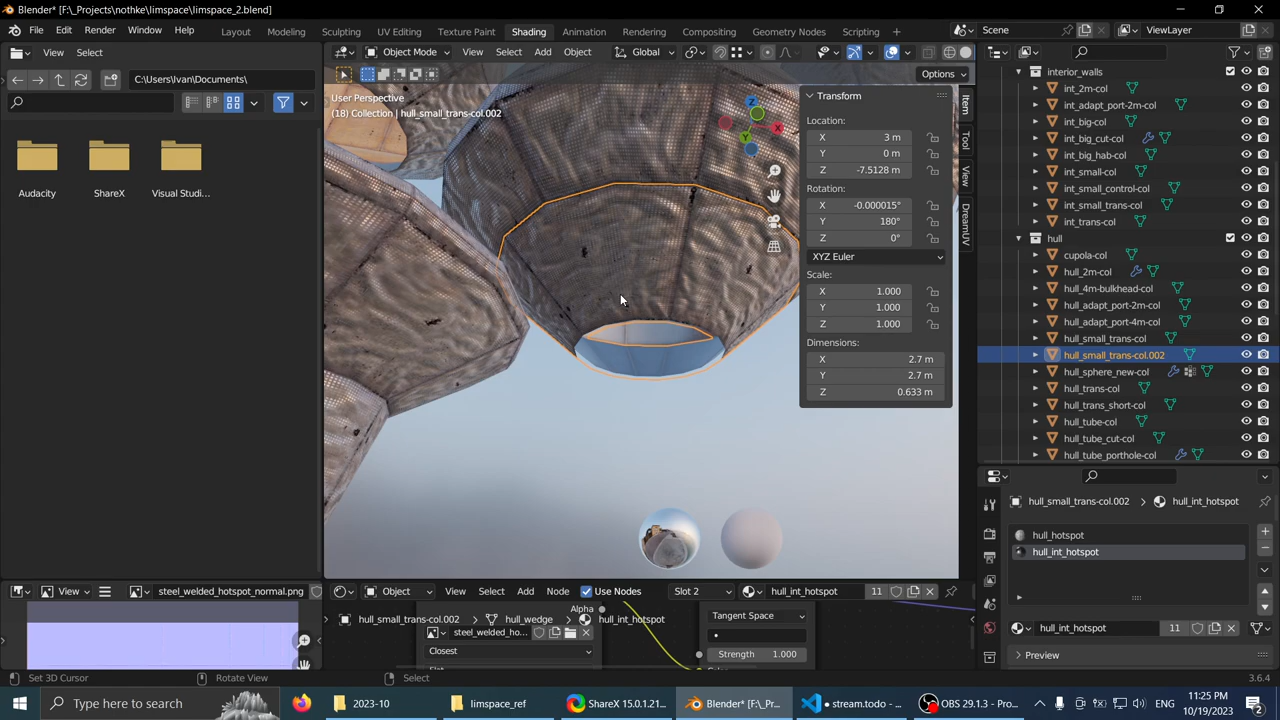 Blender* [F:\_Projects\nothke\limspace\limspace_2.blend]
File Edit Render Window Help
Layout Modeling Sculpting UV Editing Texture Paint Shading Animation Rendering Compositing Geometry Nodes Scripting
Scene
ViewLayer
View Select
C:\Users\Ivan\Documents\
Audacity ShareX Visual Studi...
Object Mode View Select Add Object Global
Options
User Perspective
(18) Collection | hull_small_trans-col.002
Z
X
Y
Transform
Location:
X 3 m
Y 0 m
Z -7.5128 m
Rotation:
X -0.000015°
Y 180°
Z 0°
XYZ Euler
Scale:
X 1.000
Y 1.000
Z 1.000
Dimensions:
X 2.7 m
Y 2.7 m
Z 0.633 m
Item
Tool
View
DreamUV
interior_walls
int_2m-col
int_adapt_port-2m-col
int_big-col
int_big_cut-col
int_big_hab-col
int_small-col
int_small_control-col
int_small_trans-col
int_trans-col
hull
cupola-col
hull_2m-col
hull_4m-bulkhead-col
hull_adapt_port-2m-col
hull_adapt_port-4m-col
hull_small_trans-col
hull_small_trans-col.002
hull_sphere_new-col
hull_trans-col
hull_trans_short-col
hull_tube-col
hull_tube_cut-col
hull_tube_porthole-col
hull_small_trans-col.002 hull_int_hotspot
hull_hotspot
hull_int_hotspot
hull_int_hotspot 11
Preview
View steel_welded_hotspot_normal.png
Object View Select Add Node Use Nodes Slot 2 hull_int_hotspot 11
hull_small_trans-col.002 hull_wedge hull_int_hotspot
Alpha
steel_welded_ho...
Closest
Tangent Space
Strength 1.000
Set 3D Cursor Rotate View Select
3.6.4
Type here to search
2023-10
limspace_ref
ShareX 15.0.1.21...
Blender* [F:\_Pr...
• stream.todo - ...
OBS 29.1.3 - Pro...
ENG
11:25 PM
10/19/2023
2